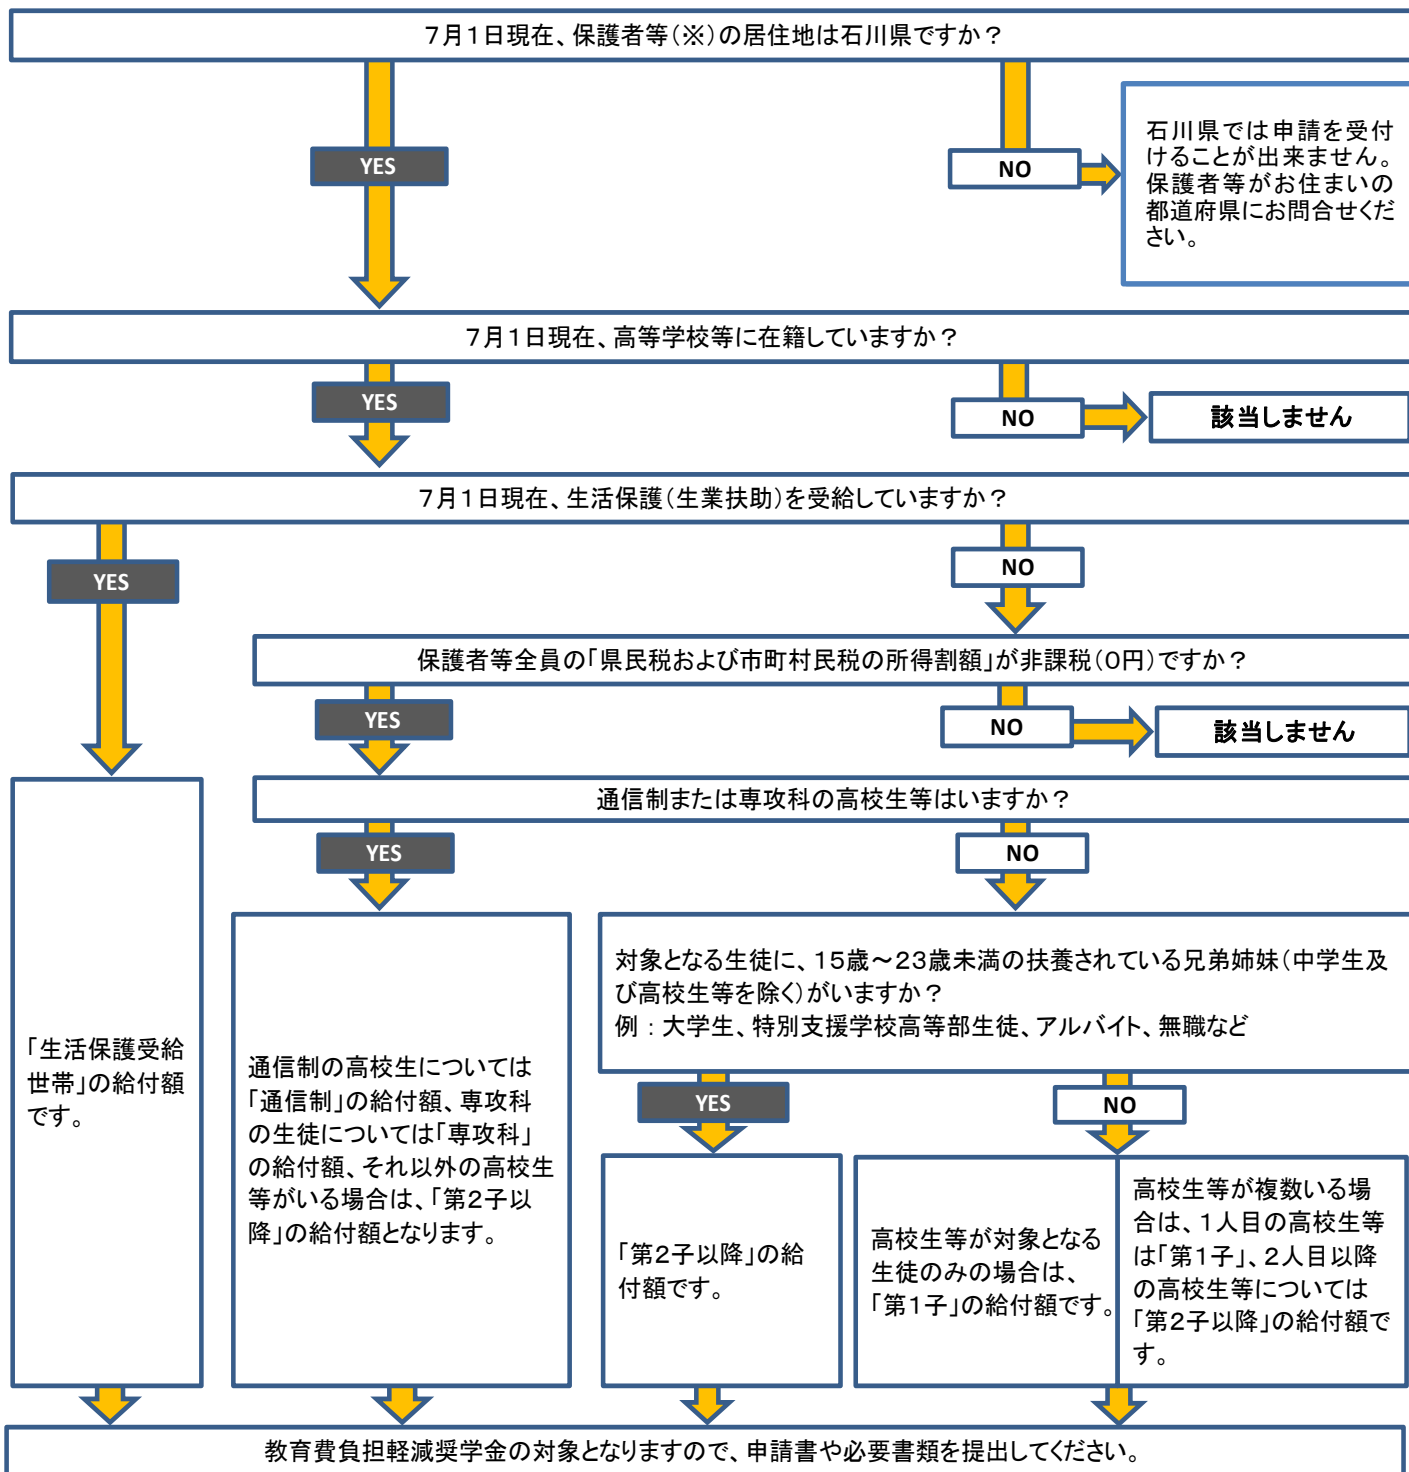 7月1日現在、保護者等(※)の居住地は石川県ですか？
YES
NO
石川県では申請を受付
けることが出来ません。
保護者等がお住まいの
都道府県にお問合せくだ
さい。
7月1日現在、高等学校等に在籍していますか？
YES
NO
該当しません
7月1日現在、生活保護(生業扶助)を受給していますか？
YES
NO
保護者等全員の「県民税および市町村民税の所得割額」が非課税(0円)ですか？
YES
NO
該当しません
通信制または専攻科の高校生等はいますか？
YES
NO
「生活保護受給
世帯」の給付額
です。
通信制の高校生については
「通信制」の給付額、専攻科
の生徒については「専攻科」
の給付額、それ以外の高校生
等がいる場合は、「第2子以
降」の給付額となります。
対象となる生徒に、15歳～23歳未満の扶養されている兄弟姉妹(中学生及
び高校生等を除く)がいますか？
例：大学生、特別支援学校高等部生徒、アルバイト、無職など
YES
NO
「第2子以降」の給
付額です。
高校生等が対象となる
生徒のみの場合は、
「第1子」の給付額です。
高校生等が複数いる場
合は、1人目の高校生等
は「第1子」、2人目以降
の高校生等については
「第2子以降」の給付額で
す。
教育費負担軽減奨学金の対象となりますので、申請書や必要書類を提出してください。